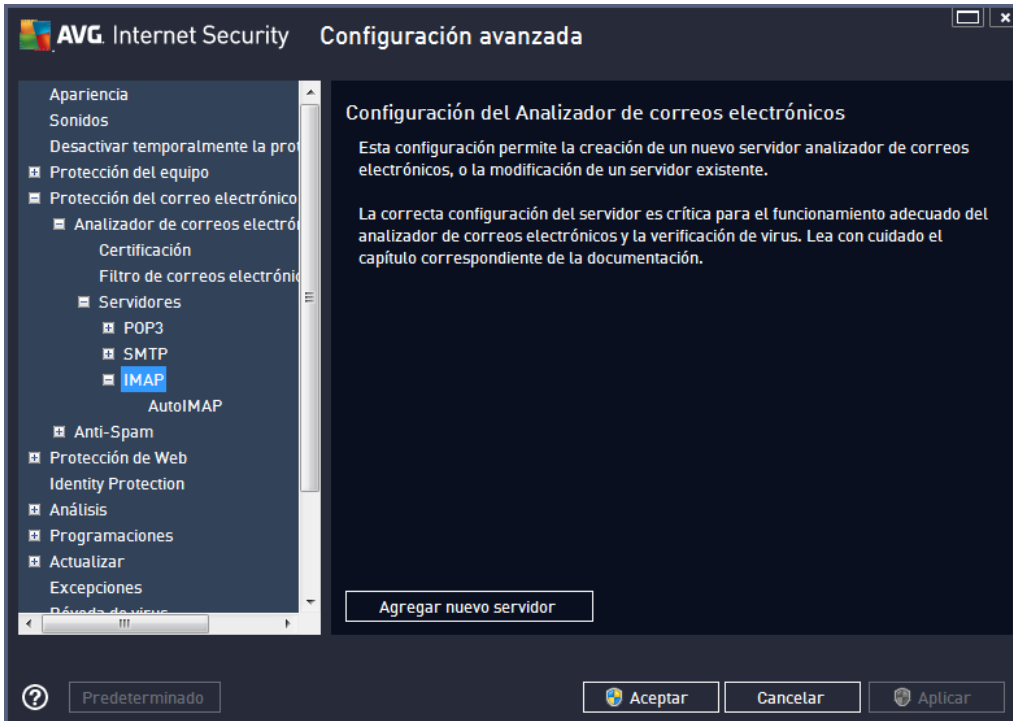 AVG. Internet Security Configuración avanzada
Apariencia
Sonidos
Desactivar temporalmente la
Protección del equipo
Protección del correo electrónico
Analizador de correos
Certificación
Filtro de correos
Servidores
POP3
SMTP
IMAP
AutoIMAP
Anti-Spam
Protección de Web
Identity Protection
Análisis
Programaciones
Actualizar
Excepciones
Bóveda de virus
Configuración del Analizador de correos electrónicos
Esta configuración permite la creación de un nuevo servidor analizador de correos
electrónicos, o la modificación de un servidor existente.
La correcta configuración del servidor es crítica para el funcionamiento adecuado del
analizador de correos electrónicos y la verificación de virus. Lea con cuidado el
capítulo correspondiente de la documentación.
Agregar nuevo servidor
Predeterminado
Aceptar
Cancelar
Aplicar